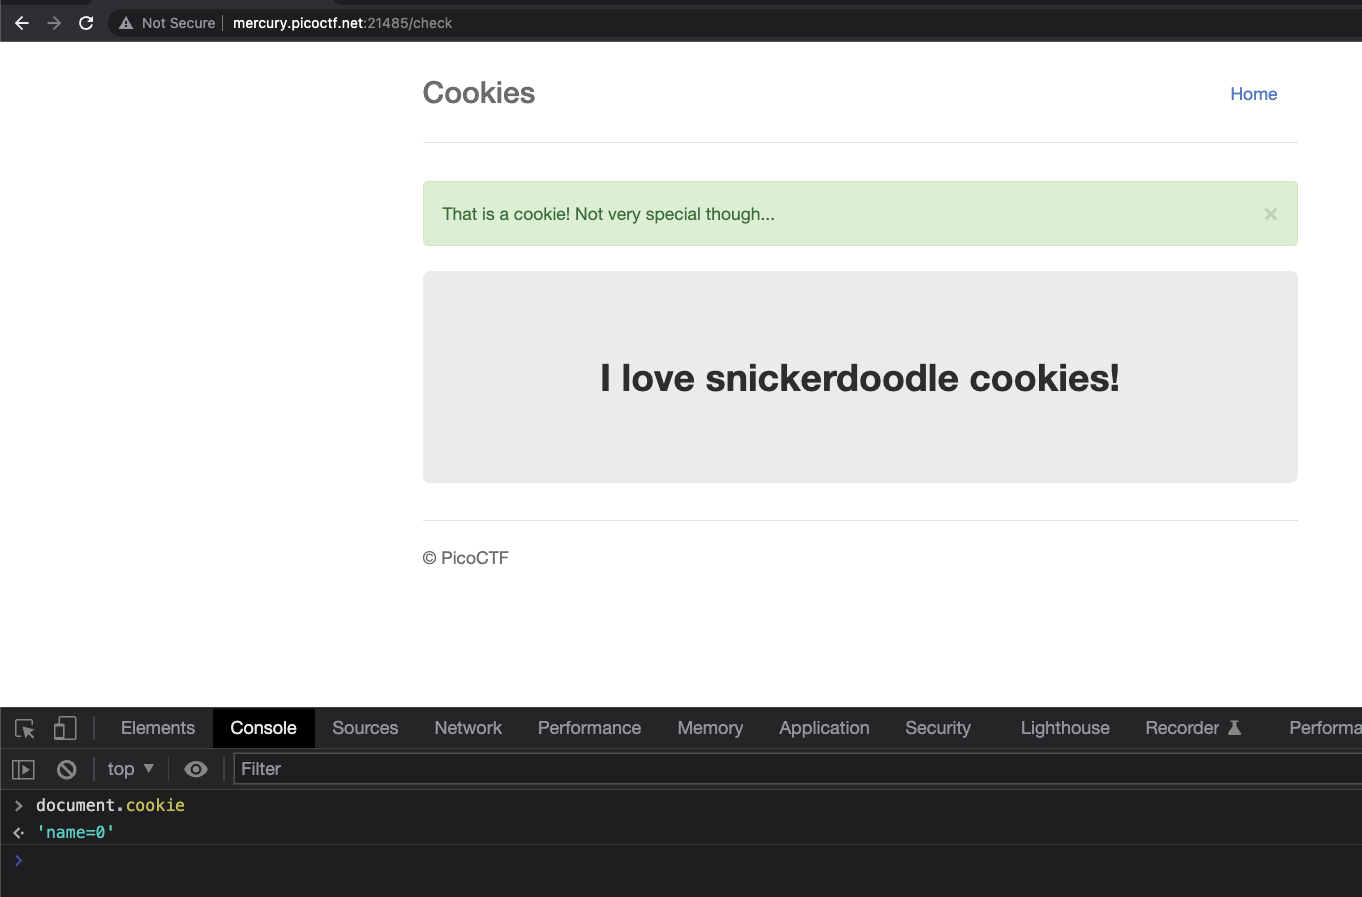 Not Secure | mercury.picoctf.net:21485/check
Cookies
Home
That is a cookie! Not very special though...
×
I love snickerdoodle cookies!
© PicoCTF
Elements Console Sources Network Performance Memory Application Security Lighthouse Recorder Performa
top ▼ Filter
> document.cookie
<· 'name=0'
>